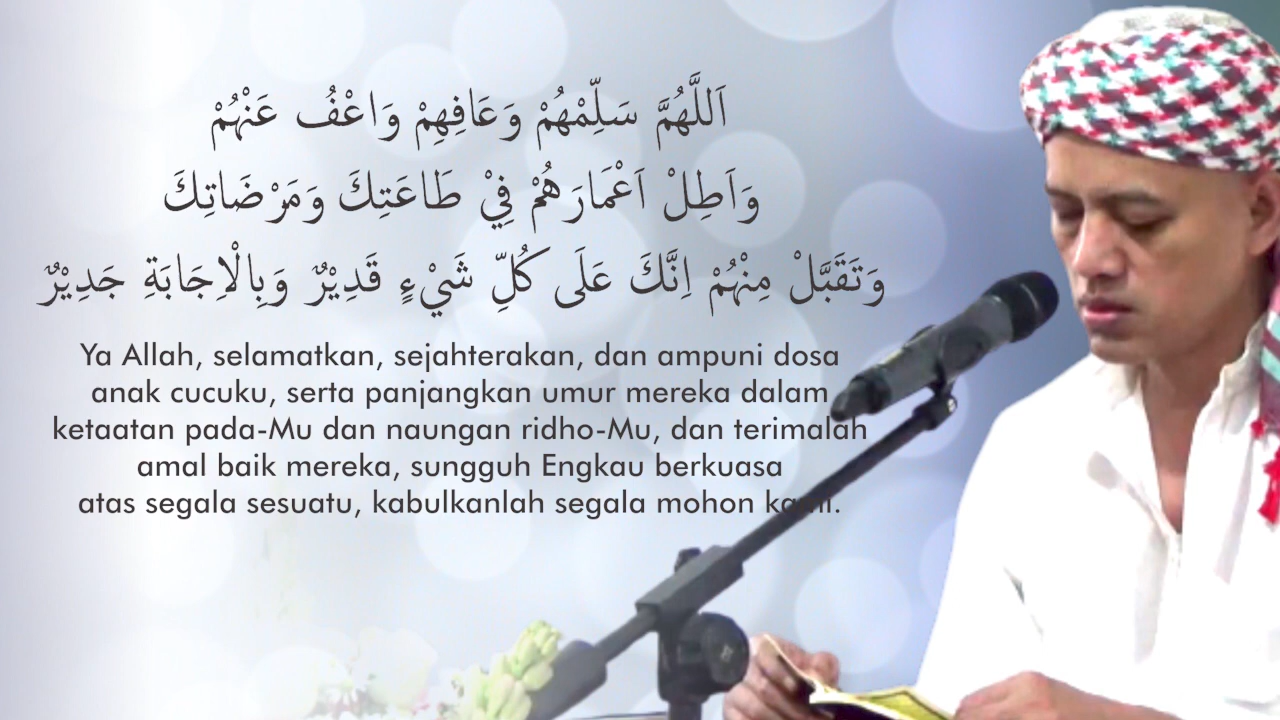 اَللَّهُمَّ سَلِّمْهُمْ وَعَافِهِمْ وَاعْفُ عَنْهُمْ
وَاَطِلْ اَعْمَارَهُمْ فِيْ طَاعَتِكَ وَمَرْضَاتِكَ
وَتَقَبَّلْ مِنْهُمْ اِنَّكَ عَلَى كُلِّ شَيْءٍ قَدِيْرٌ وَبِالْاِجَابَةِ جَدِيْرٌ
Ya Allah, selamatkan, sejahterakan, dan ampuni dosa
anak cucuku, serta panjangkan umur mereka dalam
ketaatan pada-Mu dan naungan ridho-Mu, dan terimalah
amal baik mereka, sungguh Engkau berkuasa
atas segala sesuatu, kabulkanlah segala mohon kami.